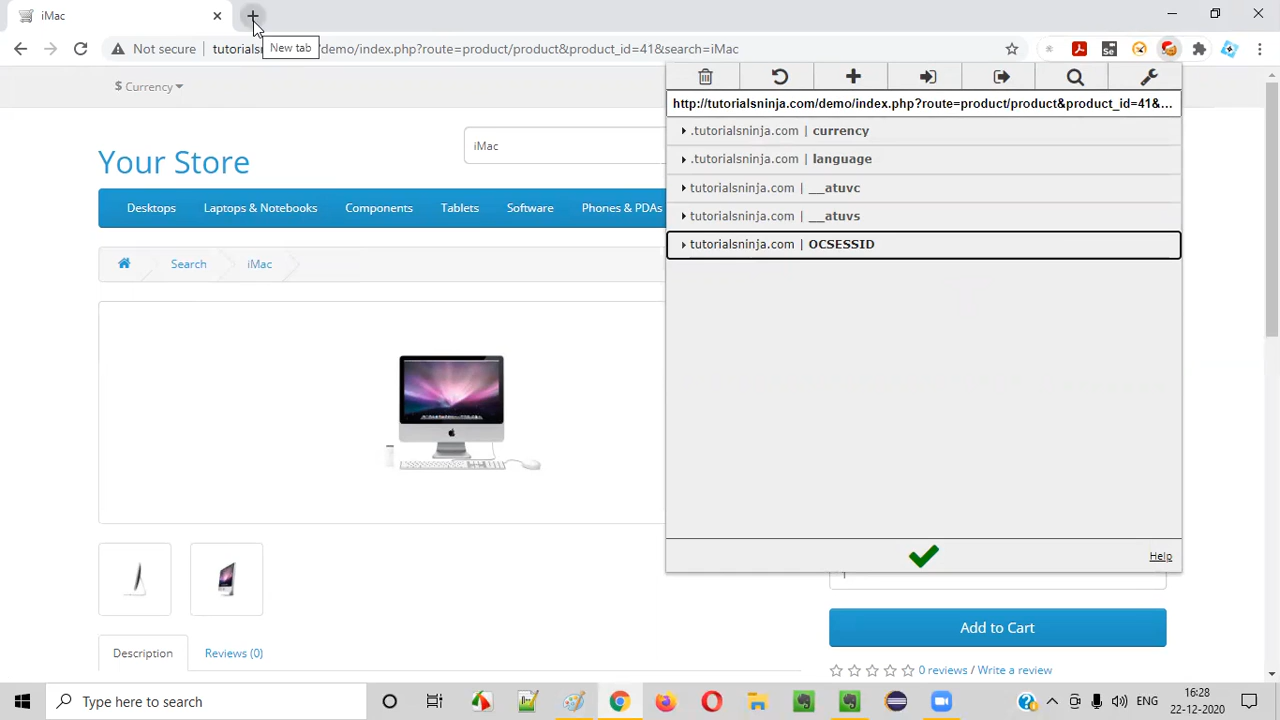 iMac
New tab
Not secure
tutorials
/demo/index.php?route=product/product&product_id=41&search=iMac
$ Currency
http://tutorialsninja.com/demo/index.php?route=product/product&product_id=41&...
.tutorialsninja.com | currency
.tutorialsninja.com | language
tutorialsninja.com | __atuvc
tutorialsninja.com | __atuvs
tutorialsninja.com | OCSESSID
Help
iMac
Your Store
Desktops
Laptops & Notebooks
Components
Tablets
Software
Phones & PDAs
Search
iMac
Add to Cart
0 reviews / Write a review
Description
Reviews (0)
Type here to search
ENG
16:28
22-12-2020